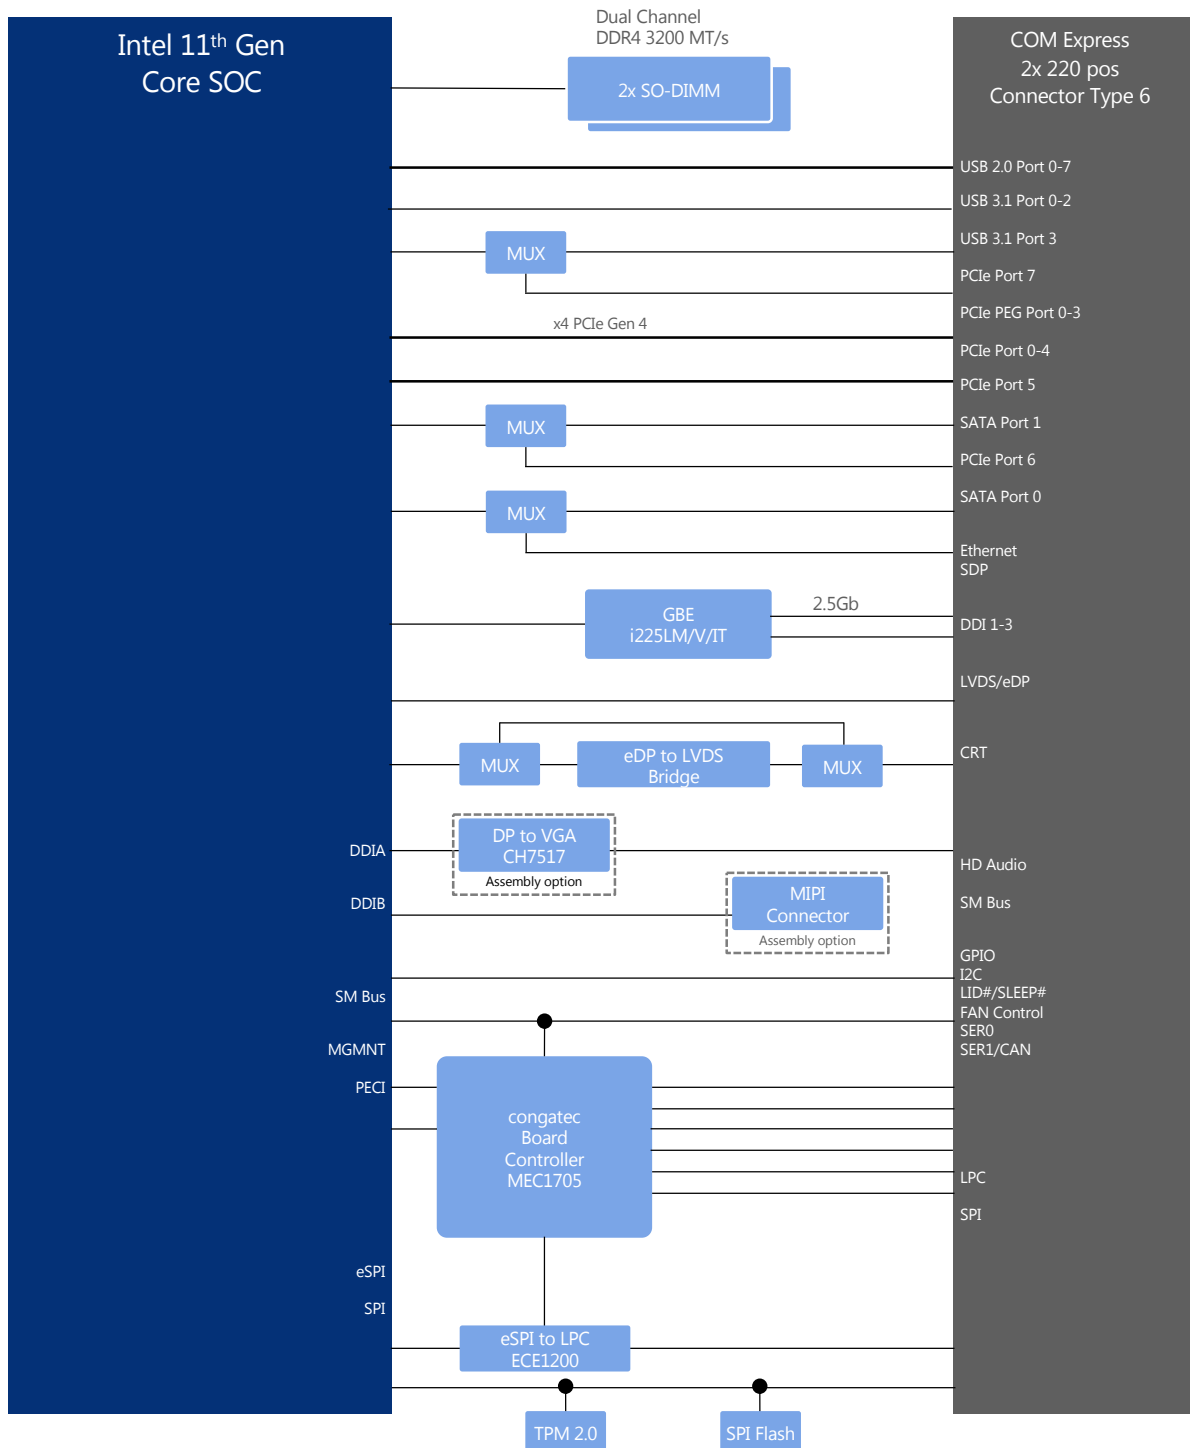 Intel 11th Gen
Core SOC
Dual Channel
DDR4 3200 MT/s
2x SO-DIMM
COM Express
2x 220 pos
Connector Type 6
USB 2.0 Port 0-7
USB 3.1 Port 0-2
USB 3.1 Port 3
MUX
PCIe Port 7
PCIe PEG Port 0-3
x4 PCIe Gen 4
PCIe Port 0-4
PCIe Port 5
SATA Port 1
MUX
PCIe Port 6
SATA Port 0
MUX
Ethernet
SDP
2.5Gb
GBE
i225LM/V/IT
DDI 1-3
LVDS/eDP
CRT
MUX
eDP to LVDS
Bridge
MUX
DDIA
DP to VGA
CH7517
Assembly option
HD Audio
DDIB
MIPI
Connector
Assembly option
SM Bus
GPIO
I2C
LID#/SLEEP#
FAN Control
SER0
SER1/CAN
SM Bus
MGMNT
PECI
congatec
Board
Controller
MEC1705
LPC
SPI
eSPI
SPI
eSPI to LPC
ECE1200
TPM 2.0
SPI Flash